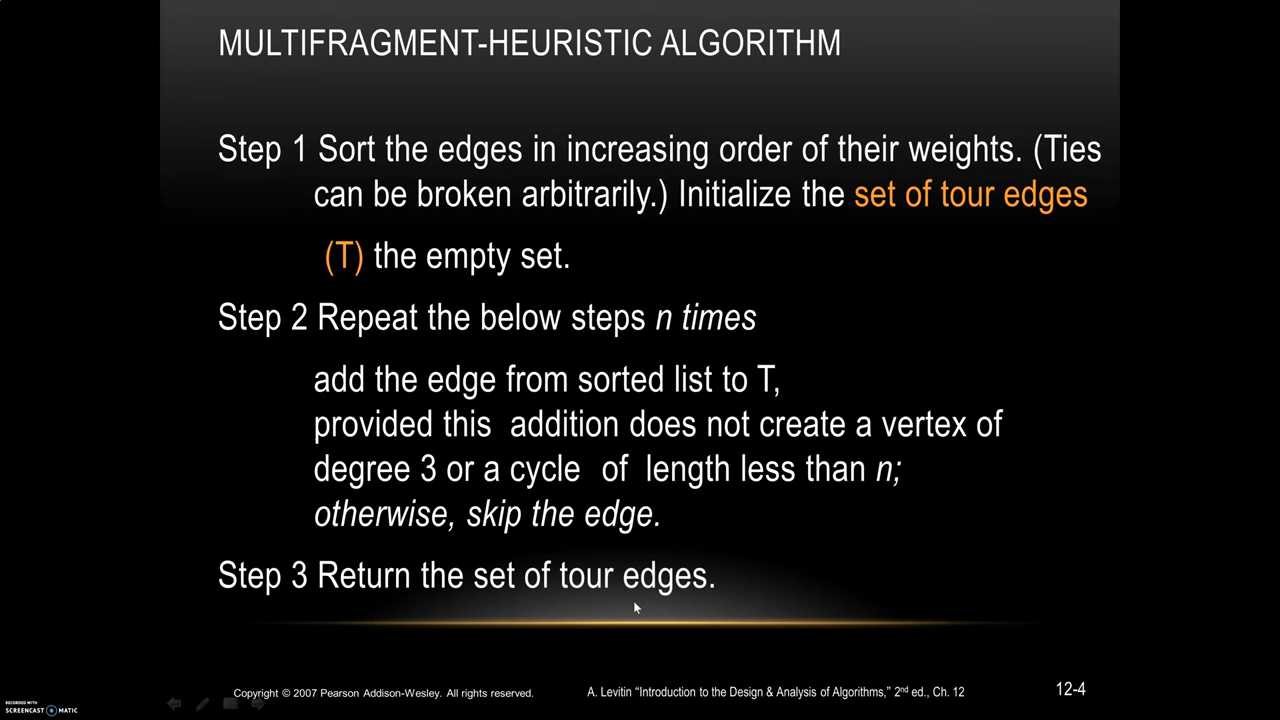 MULTIFRAGMENT-HEURISTIC ALGORITHM
Step 1 Sort the edges in increasing order of their weights. (Ties
can be broken arbitrarily.) Initialize the set of tour edges
(T) the empty set.
Step 2 Repeat the below steps n times
add the edge from sorted list to T,
provided this addition does not create a vertex of
degree 3 or a cycle of length less than n;
otherwise, skip the edge.
Step 3 Return the set of tour edges.
Copyright © 2007 Pearson Addison-Wesley. All rights reserved.
A. Levitin “Introduction to the Design & Analysis of Algorithms,” 2nd ed., Ch. 12
12-4
RECORDED WITH
SCREENCAST MATIC